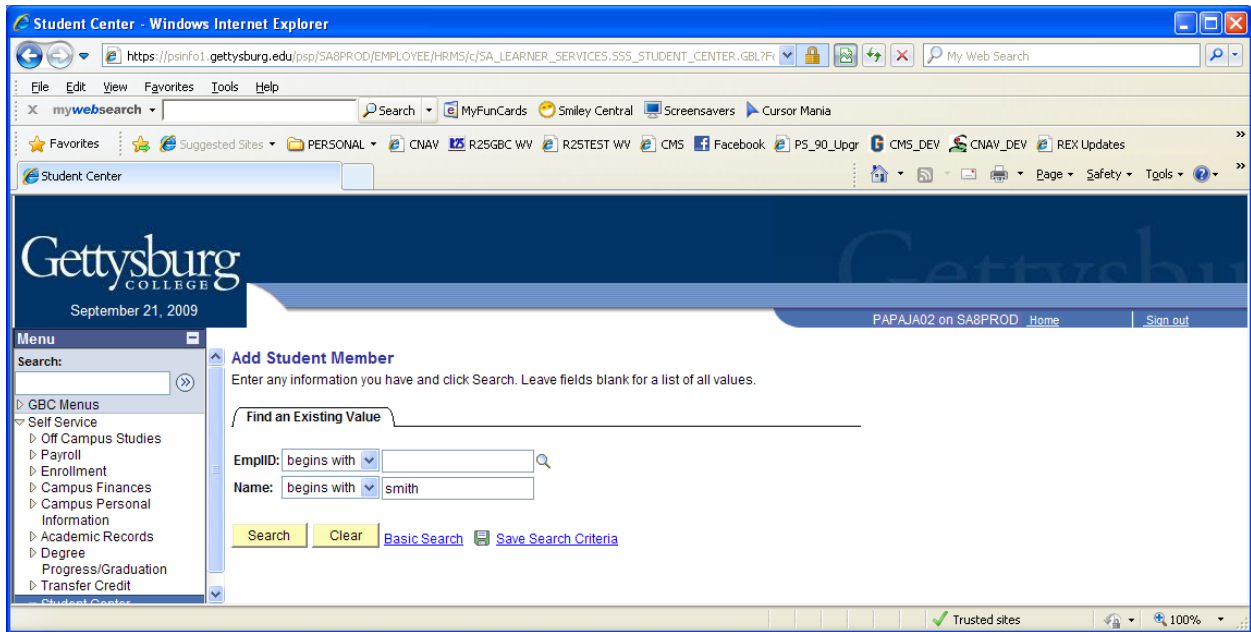 Student Center - Windows Internet Explorer
https://psinfo1.gettysburg.edu/psp/SA8PROD/EMPLOYEE/HRMS/c/SA_LEARNER_SERVICES.SSS_STUDENT_CENTER.GBL?F My Web Search
File Edit View Favorites Tools Help
X mywebsearch Search MyFunCards Smiley Central Screensavers Cursor Mania
Favorites Suggested Sites PERSONAL CNAV R25GBC WV R25TEST WV CMS Facebook PS_90_Upgr CMS_DEV CNAV_DEV REX Updates »
Student Center Page Safety Tools »
Gettysburg
COLLEGE
Gettysbu
September 21, 2009
PAPAJA02 on SA8PROD Home Sign out
Menu
Search:
GBC Menus
Self Service
Off Campus Studies
Payroll
Enrollment
Campus Finances
Campus Personal
Information
Academic Records
Degree
Progress/Graduation
Transfer Credit
Student Center
Add Student Member
Enter any information you have and click Search. Leave fields blank for a list of all values.
Find an Existing Value
EmplID: begins with
Name: begins with smith
Search Clear Basic Search Save Search Criteria
Trusted sites 100%